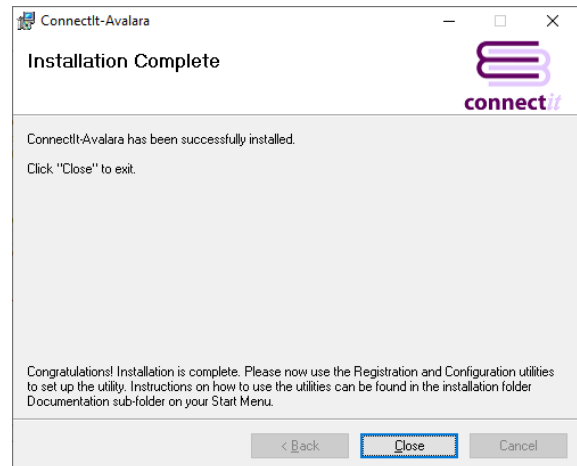 ConnectIt-Avalara
Installation Complete
connectit
ConnectIt-Avalara has been successfully installed.
Click "Close" to exit.
Congratulations! Installation is complete. Please now use the Registration and Configuration utilities
to set up the utility. Instructions on how to use the utilities can be found in the installation folder
Documentation sub-folder on your Start Menu.
< Back
Close
Cancel